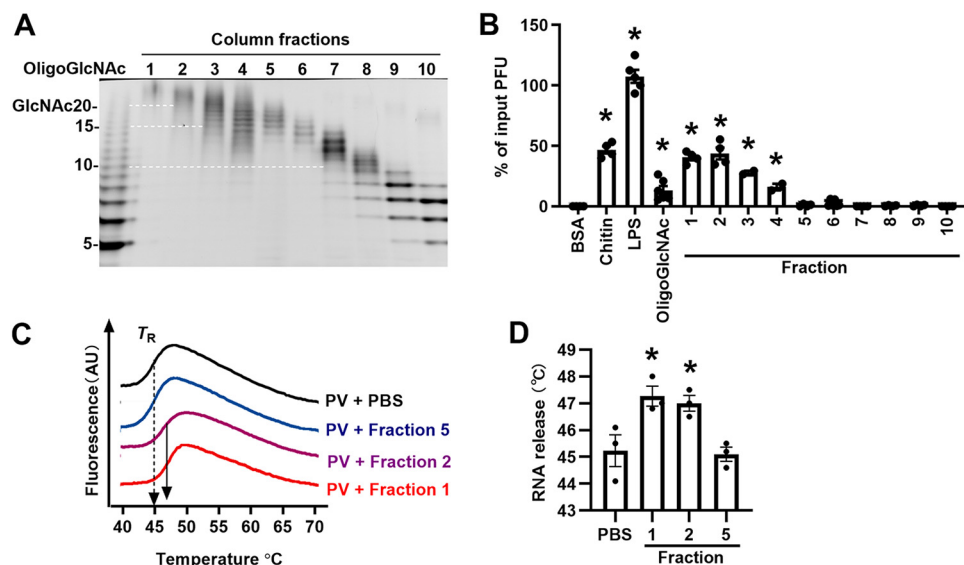 A
Column fractions
OligoGlcNAc 1 2 3 4 5 6 7 8 9 10
GlcNAc20-
15-
10-
5-
B
% of input PFU
150
100
50
0
* * * * * * * *
BSA Chitin LPS OligoGlcNAc 1 2 3 4 5 6 7 8 9 10
Fraction
C
Fluorescence(AU)
TR
PV + PBS
PV + Fraction 5
PV + Fraction 2
PV + Fraction 1
40 45 50 55 60 65 70
Temperature °C
D
RNA release (°C)
49
48
47
46
45
44
43
* *
PBS 1 2 5
Fraction